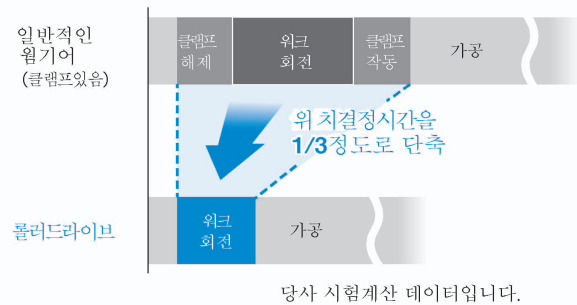 일반적인
웜기어
(클램프있음)
클램프
해제
워크
회전
클램프
작동
가공
위치결정시간을
1/3정도로 단축
롤러드라이브
워크
회전
가공
당사 시험계산 데이터입니다.